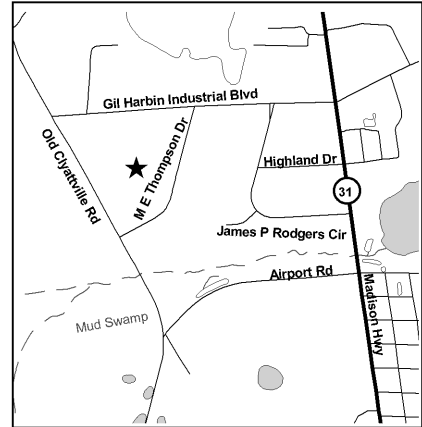 Gil Harbin Industrial Blvd
Old Clyattville Rd
M E Thompson Dr
Highland Dr
31
James P Rodgers Cir
Airport Rd
Madison Hwy
Mud Swamp